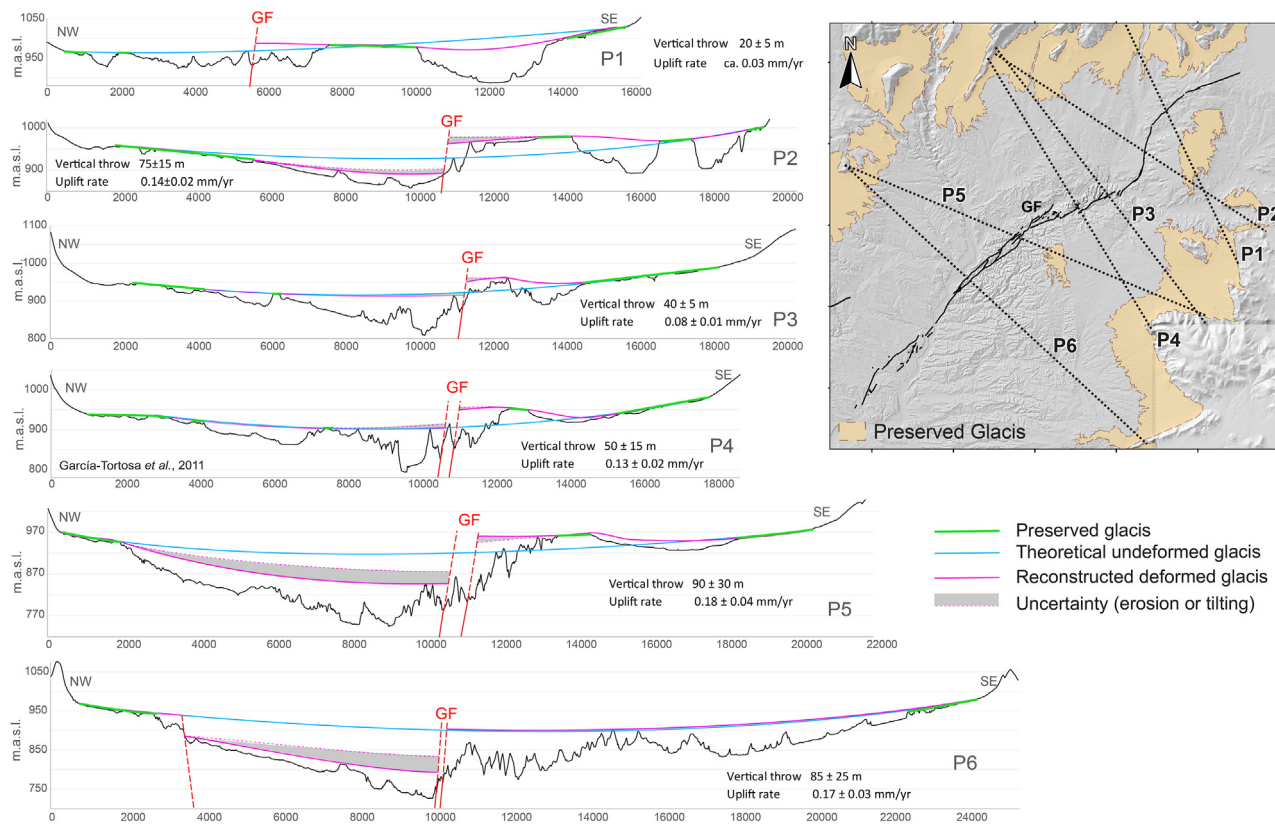 1050
950
m.a.s.l.
NW
GF
SE
Vertical throw 20 ± 5 m
Uplift rate ca. 0.03 mm/yr
P1
0 2000 4000 6000 8000 10000 12000 14000 16000
1000
900
m.a.s.l.
GF
Vertical throw 75±15 m
Uplift rate 0.14±0.02 mm/yr
P2
0 2000 4000 6000 8000 10000 12000 14000 16000 18000 20000
1100
1000
900
800
m.a.s.l.
NW
GF
SE
Vertical throw 40 ± 5 m
Uplift rate 0.08 ± 0.01 mm/yr
P3
0 2000 4000 6000 8000 10000 12000 14000 16000 18000 20200
1000
900
800
m.a.s.l.
NW
GF
SE
Vertical throw 50 ± 15 m
Uplift rate 0.13 ± 0.02 mm/yr
P4
García-Tortosa et al., 2011
0 2000 4000 6000 8000 10000 12000 14000 16000 18000
970
870
770
m.a.s.l.
NW
GF
SE
Vertical throw 90 ± 30 m
Uplift rate 0.18 ± 0.04 mm/yr
P5
0 2000 4000 6000 8000 10000 12000 14000 16000 18000 20000 22000
1050
950
850
750
m.a.s.l.
NW
GF
SE
Vertical throw 85 ± 25 m
Uplift rate 0.17 ± 0.03 mm/yr
P6
0 2000 4000 6000 8000 10000 12000 14000 16000 18000 20000 22000 24000
N
P5
GF
P3
P2
P1
P6
P4
Preserved Glacis
Preserved glacis
Theoretical undeformed glacis
Reconstructed deformed glacis
Uncertainty (erosion or tilting)